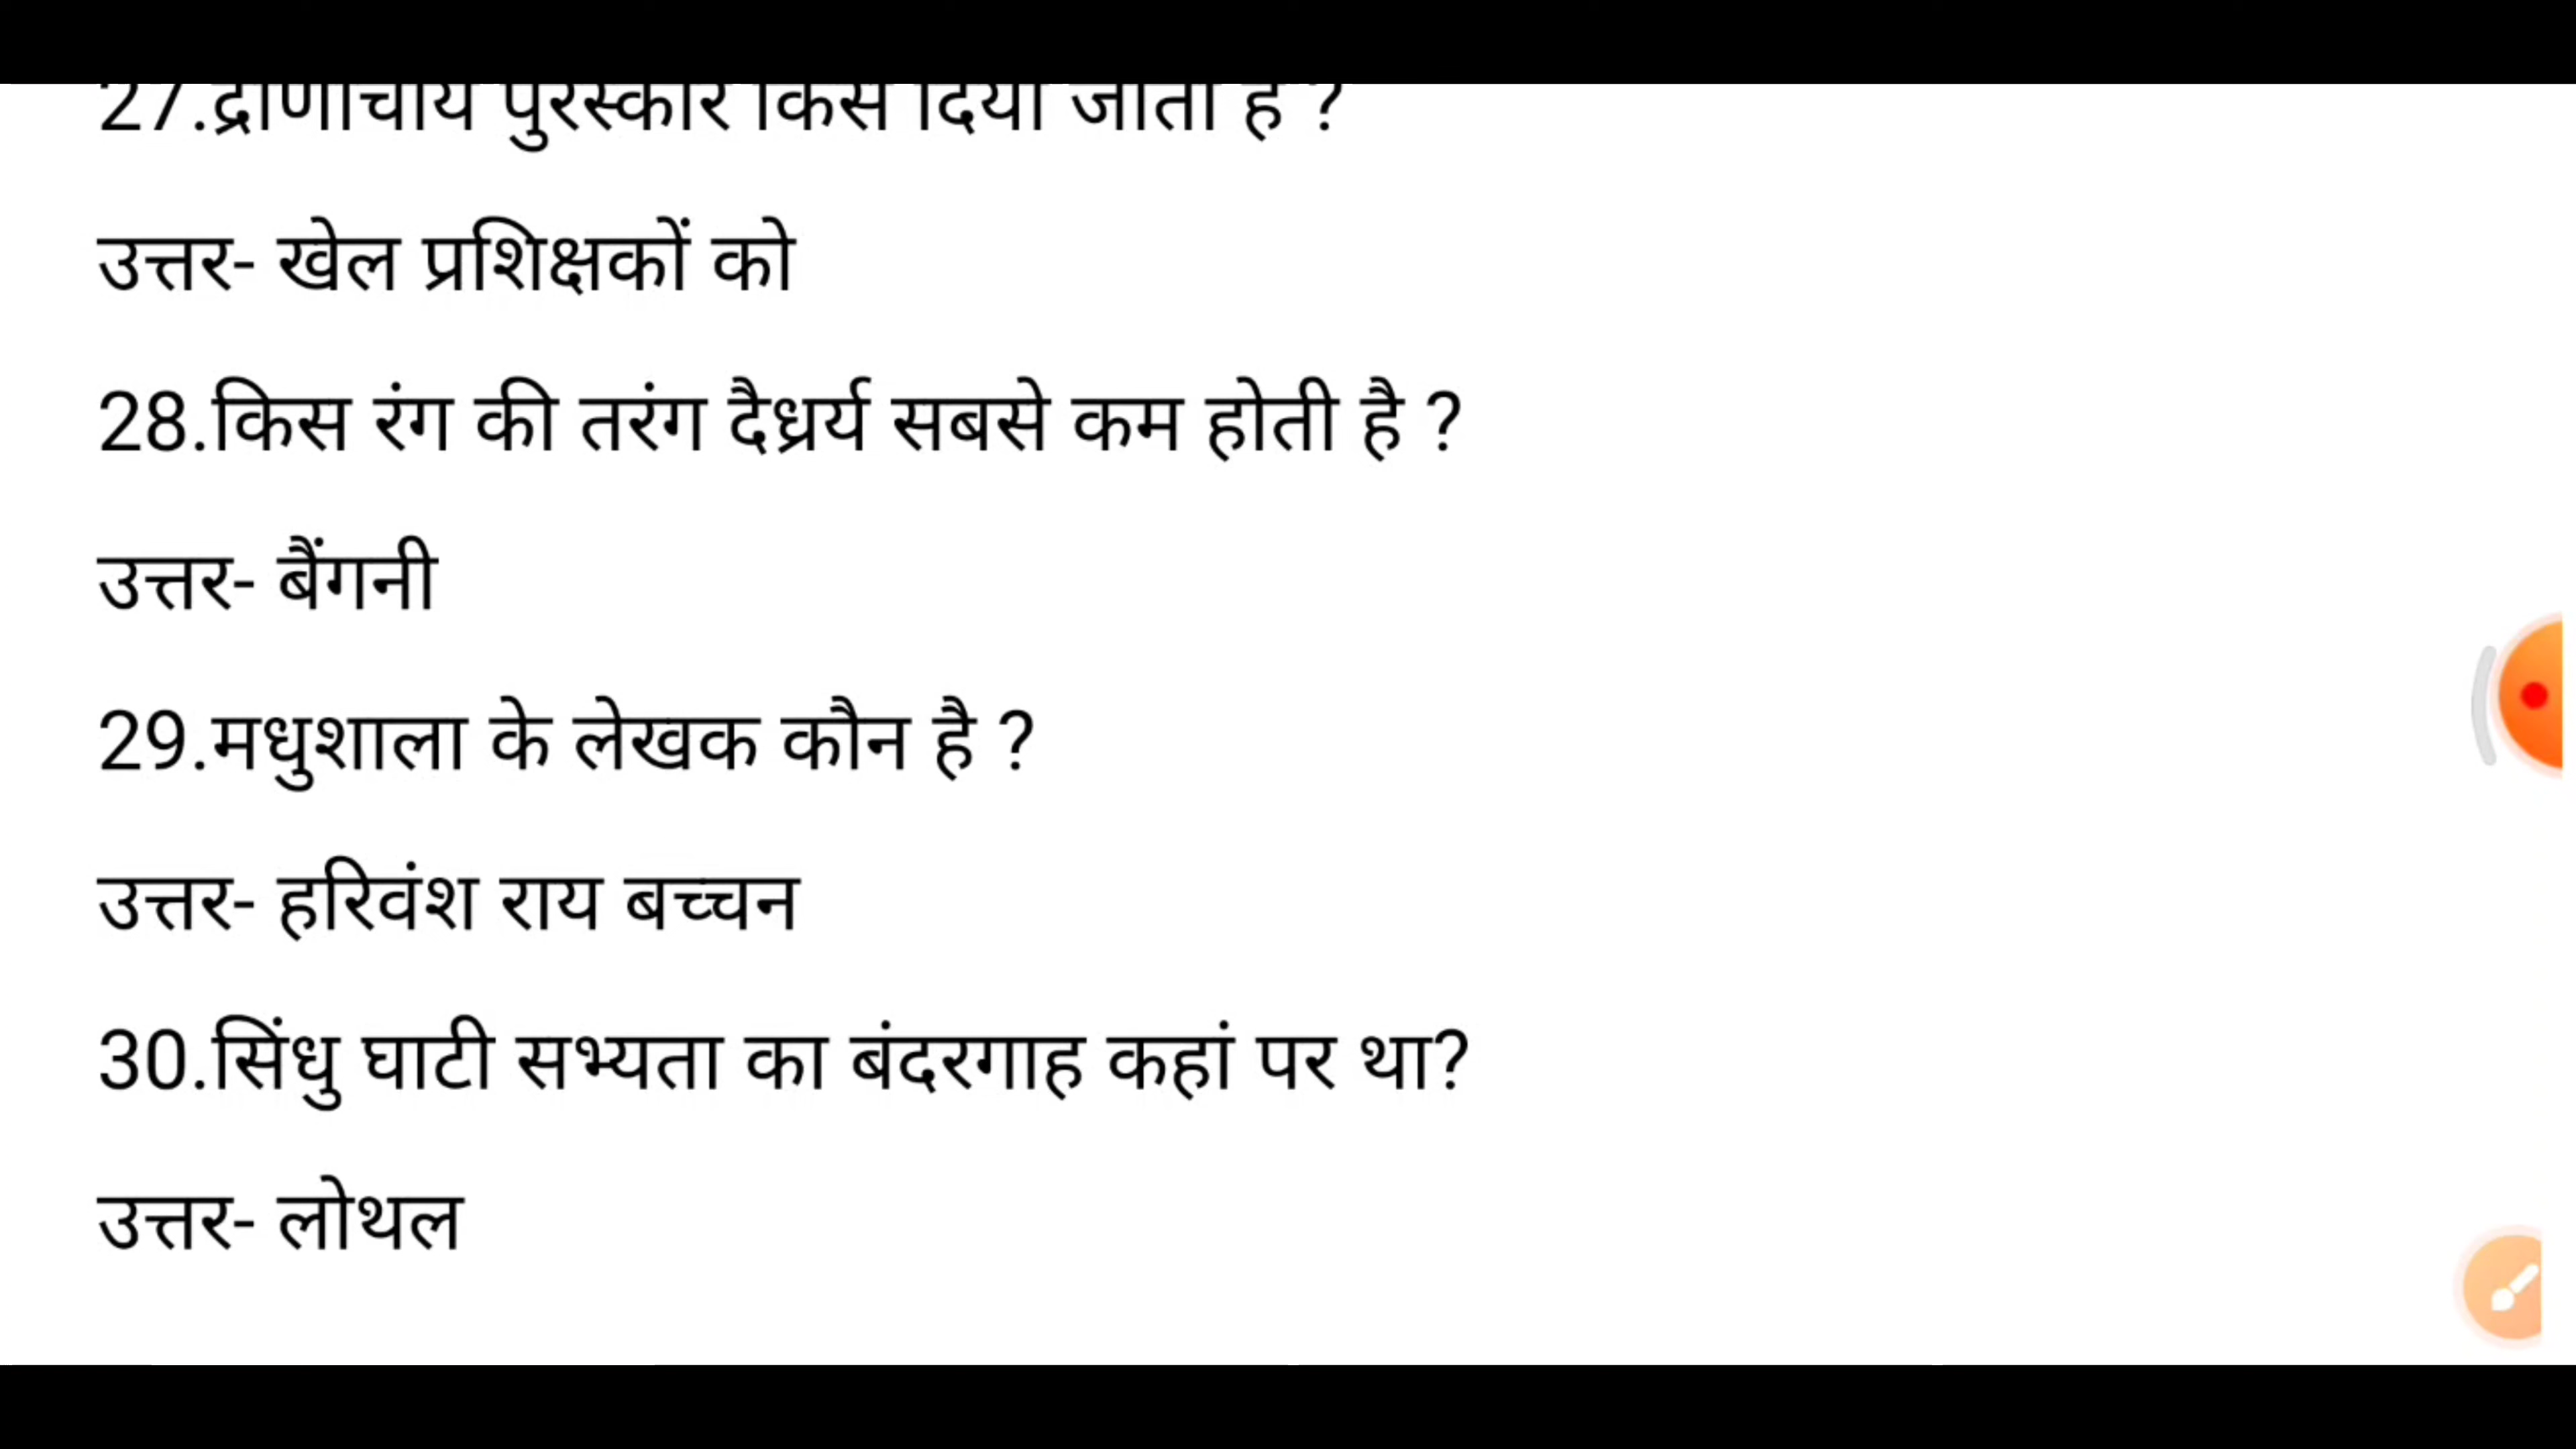 27.द्रोणाचार्य पुरस्कार किसे दिया जाता है ?
उत्तर- खेल प्रशिक्षकों को
28.किस रंग की तरंग दैध्रर्य सबसे कम होती है ?
उत्तर- बैंगनी
29.मधुशाला के लेखक कौन है ?
उत्तर- हरिवंश राय बच्चन
30.सिंधु घाटी सभ्यता का बंदरगाह कहां पर था?
उत्तर- लोथल